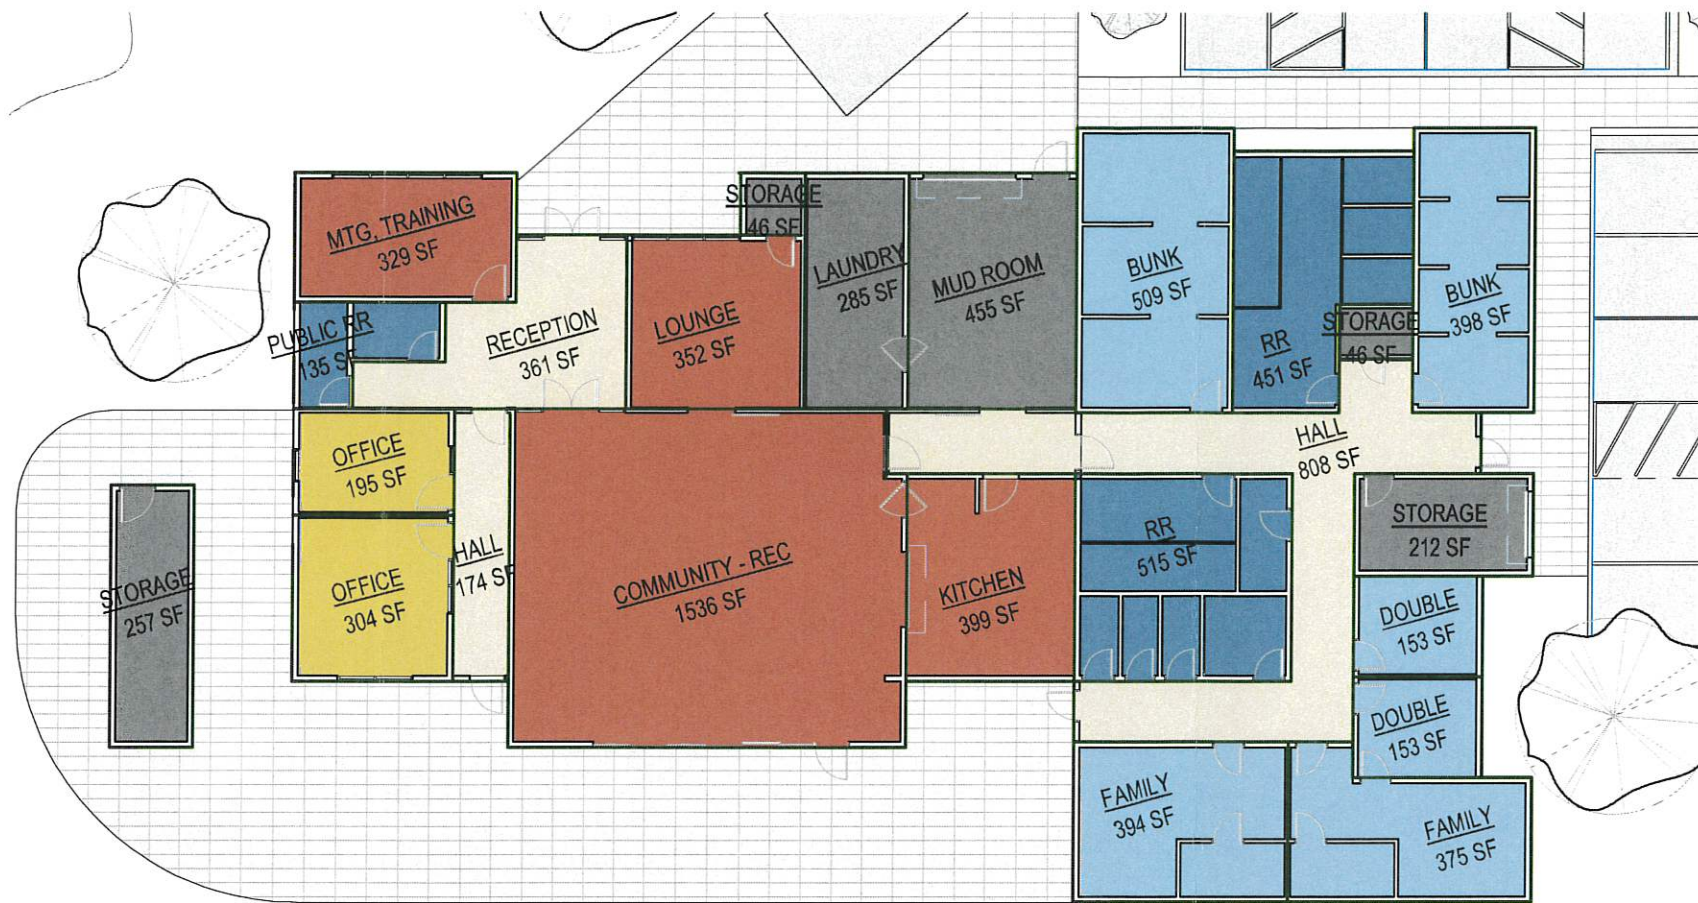 STORAGE
46 SF
MTG, TRAINING
329 SF
LAUNDRY
285 SF
MUD ROOM
455 SF
BUNK
509 SF
BUNK
398 SF
PUBLIC RR
135 SF
RECEPTION
361 SF
LOUNGE
352 SF
STORAGE
46 SF
RR
451 SF
OFFICE
195 SF
HALL
808 SF
STORAGE
212 SF
RR
515 SF
HALL
174 SF
COMMUNITY - REC
1536 SF
KITCHEN
399 SF
STORAGE
257 SF
OFFICE
304 SF
DOUBLE
153 SF
DOUBLE
153 SF
FAMILY
394 SF
FAMILY
375 SF